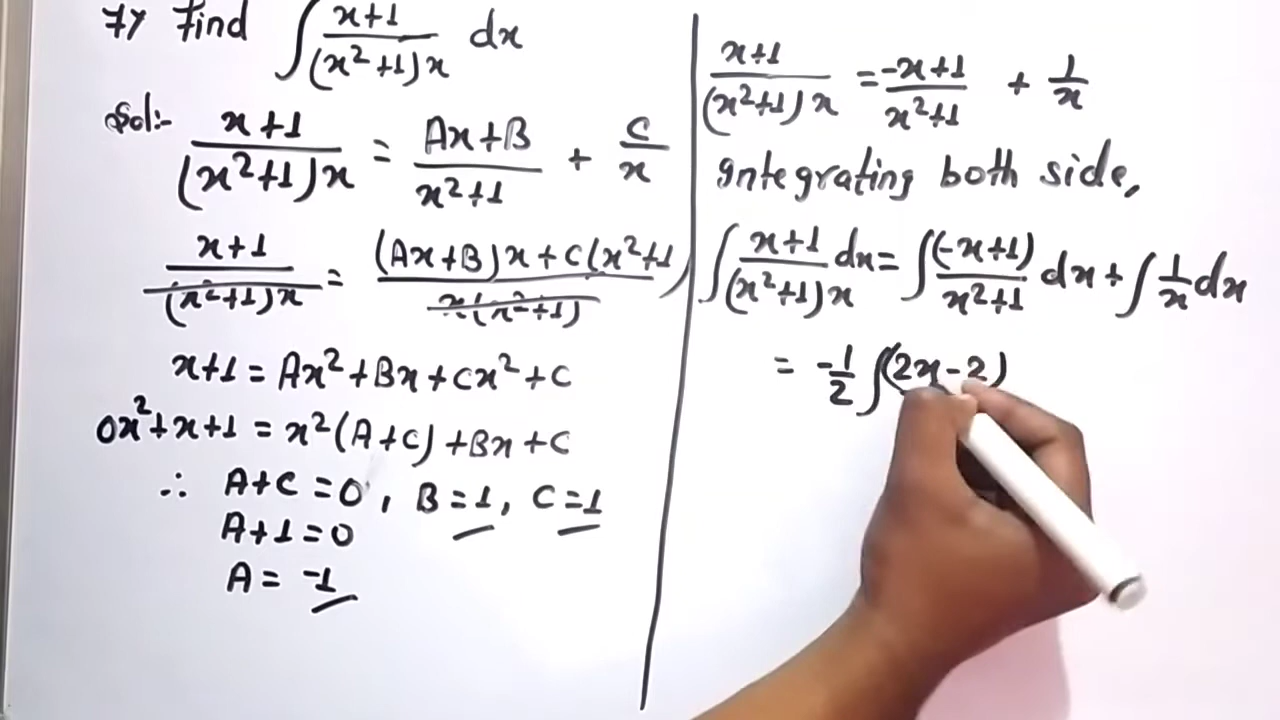 7) Find ∫ x+1/(x²+1)x dx
Sol:- x+1/(x²+1)x = Ax+B/x²+1 + C/x
x+1/(x²+1)x = (Ax+B)x+C(x²+1)/x(x²+1)
x+1 = Ax²+Bx+Cx²+C
0x²+x+1 = x²(A+C)+Bx+C
∴ A+C=0, B=1, C=1
A+1=0
A=-1
x+1/(x²+1)x = -x+1/x²+1 + 1/x
Integrating both side,
∫ x+1/(x²+1)x dx = ∫ (-x+1)/x²+1 dx + ∫ 1/x dx
= -1/2 ∫ (2x-2)